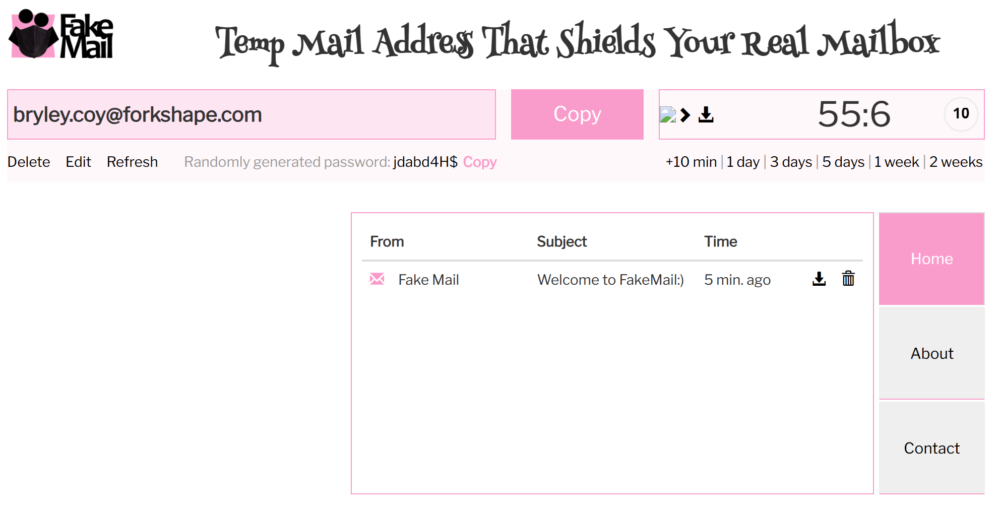 Fake
Mail
Temp Mail Address That Shields Your Real Mailbox
bryley.coy@forkshape.com
Copy
55:6
10
Delete Edit Refresh Randomly generated password: jdabd4H$ Copy
+10 min | 1 day | 3 days | 5 days | 1 week | 2 weeks
From Subject Time
Fake Mail Welcome to FakeMail:) 5 min. ago
Home
About
Contact